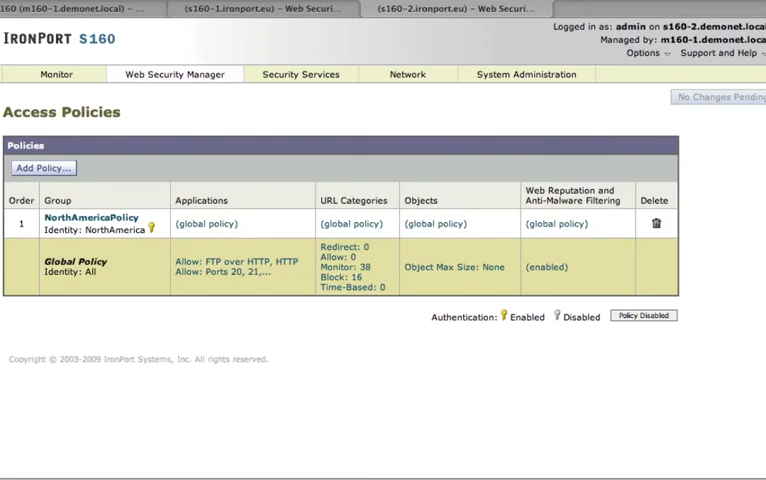 160 (m160-1.demonet.local) – ...
(s160-1.ironport.eu) – Web Securi...
(s160-2.ironport.eu) – Web Securi...
Logged in as: admin on s160-2.demonet.local
IRONPORT S160
Managed by: m160-1.demonet.loca
Options
Support and Help
Monitor
Web Security Manager
Security Services
Network
System Administration
No Changes Pending
Access Policies
Policies
Add Policy...
Order
Group
Applications
URL Categories
Objects
Web Reputation and
Anti-Malware Filtering
Delete
1
NorthAmericaPolicy
Identity: NorthAmerica
(global policy)
(global policy)
(global policy)
(global policy)
Global Policy
Identity: All
Allow: FTP over HTTP, HTTP
Allow: Ports 20, 21,...
Redirect: 0
Allow: 0
Monitor: 38
Block: 16
Time-Based: 0
Object Max Size: None
(enabled)
Authentication:
Enabled
Disabled
Policy Disabled
Copyright © 2003-2009 IronPort Systems, Inc. All rights reserved.